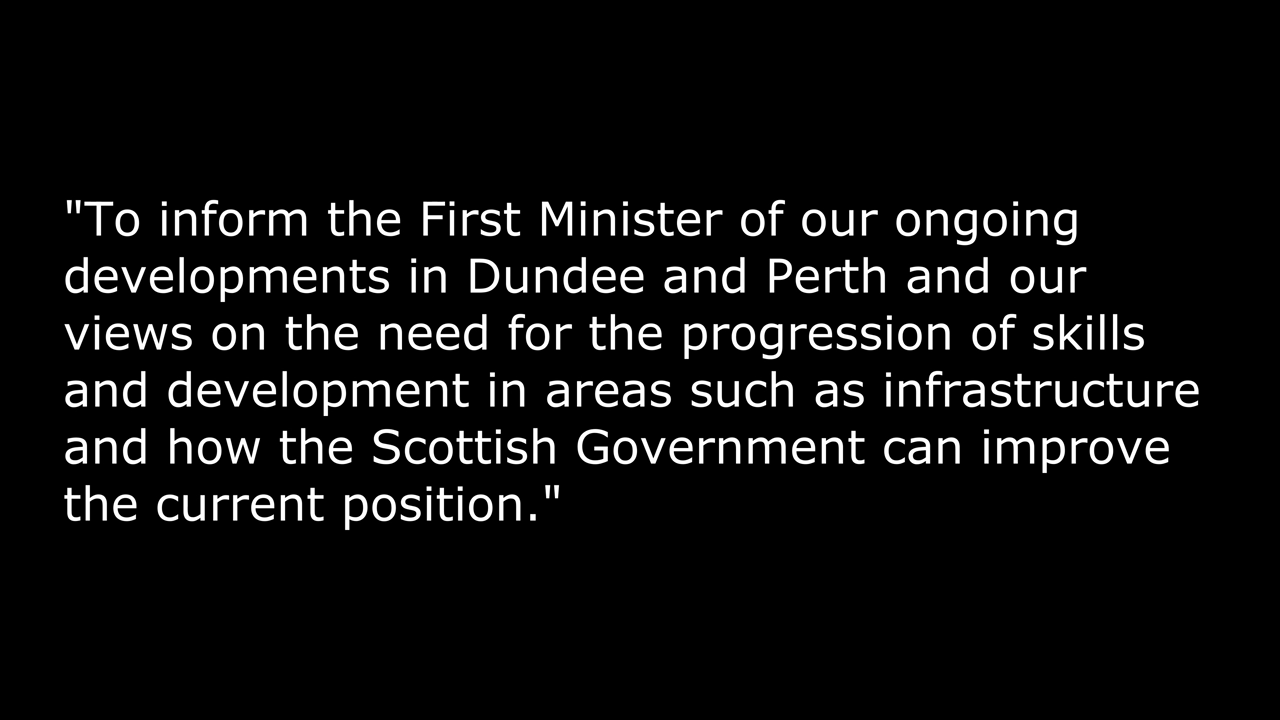 "To inform the First Minister of our ongoing
developments in Dundee and Perth and our
views on the need for the progression of skills
and development in areas such as infrastructure
and how the Scottish Government can improve
the current position."